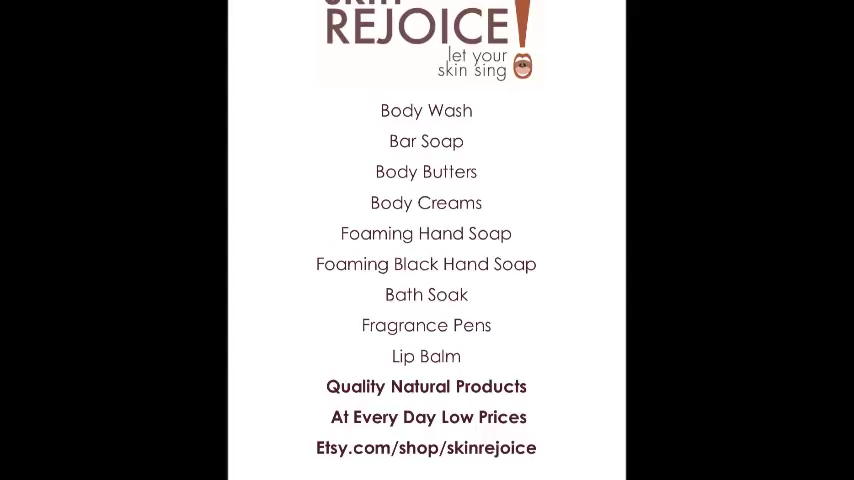 REJOICE!
let your
skin sing
Body Wash
Bar Soap
Body Butters
Body Creams
Foaming Hand Soap
Foaming Black Hand Soap
Bath Soak
Fragrance Pens
Lip Balm
Quality Natural Products
At Every Day Low Prices
Etsy.com/shop/skinrejoice